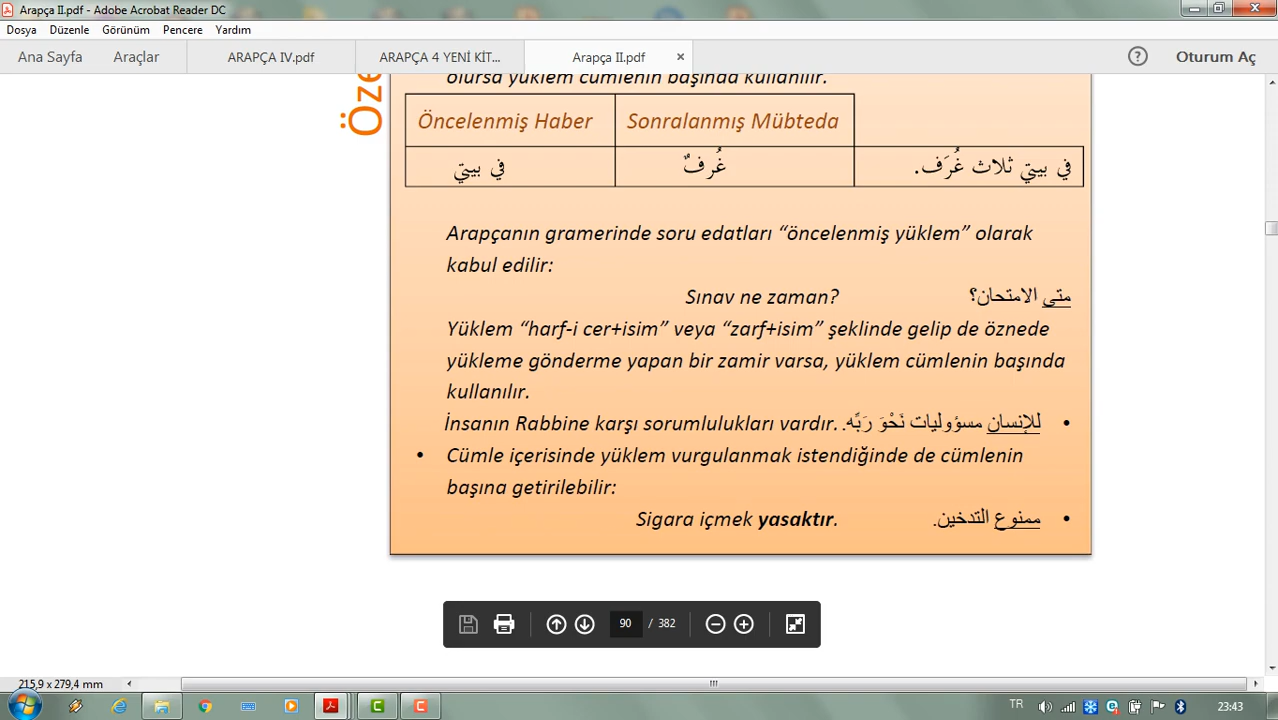 Arapça II.pdf - Adobe Acrobat Reader DC
Dosya Düzenle Görünüm Pencere Yardım
Ana Sayfa Araçlar ARAPÇA IV.pdf ARAPÇA 4 YENİ KİT... Arapça II.pdf × ? Oturum Aç
Öze
olursa yüklem cümlenin başında kullanılır.
Öncelenmiş Haber Sonralanmış Mübteda
في بيتي غُرفٌ في بيتي ثلاث غُرَف.
Arapçanın gramerinde soru edatları “öncelenmiş yüklem” olarak
kabul edilir:
Sınav ne zaman? متى الامتحان؟
Yüklem “harf-i cer+isim” veya “zarf+isim” şeklinde gelip de öznede
yükleme gönderme yapan bir zamir varsa, yüklem cümlenin başında
kullanılır.
İnsanın Rabbine karşı sorumlulukları vardır. للإنسان مسؤوليات نَحْوَ رَبِّه. •
• Cümle içerisinde yüklem vurgulanmak istendiğinde de cümlenin
başına getirilebilir:
Sigara içmek yasaktır. ممنوع التدخين. •
90 / 382
215,9 x 279,4 mm
TR 23:43